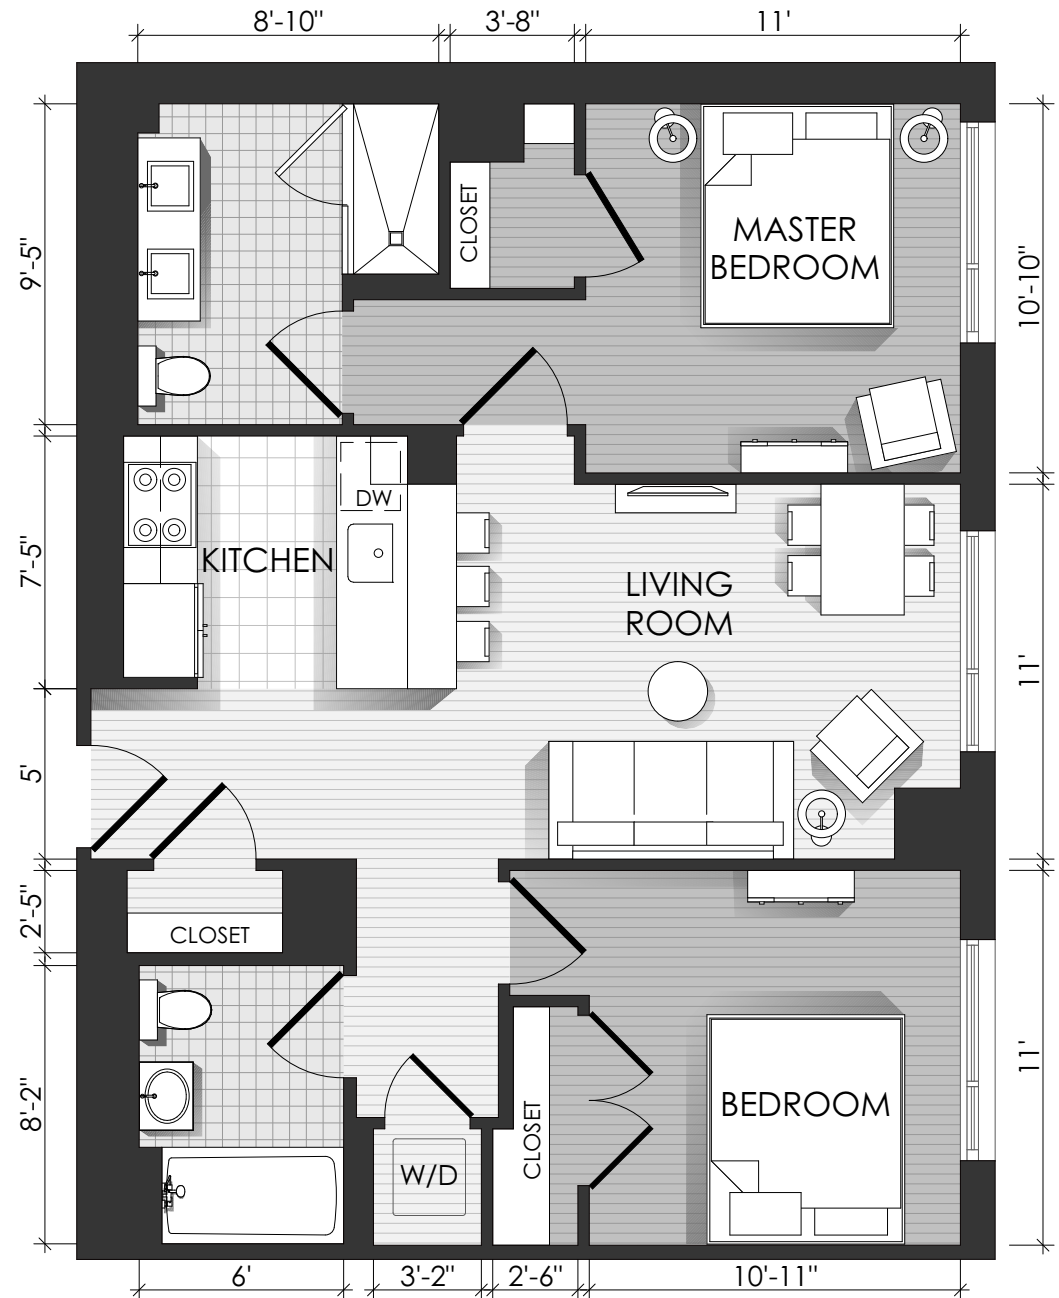 8'-10"
3'-8"
11'
9'-5"
CLOSET
MASTER
BEDROOM
10'-10"
DW
7'-5"
KITCHEN
LIVING
ROOM
11'
5'
2'-5"
CLOSET
8'-2"
W/D
CLOSET
BEDROOM
11'
6'
3'-2"
2'-6"
10'-11"